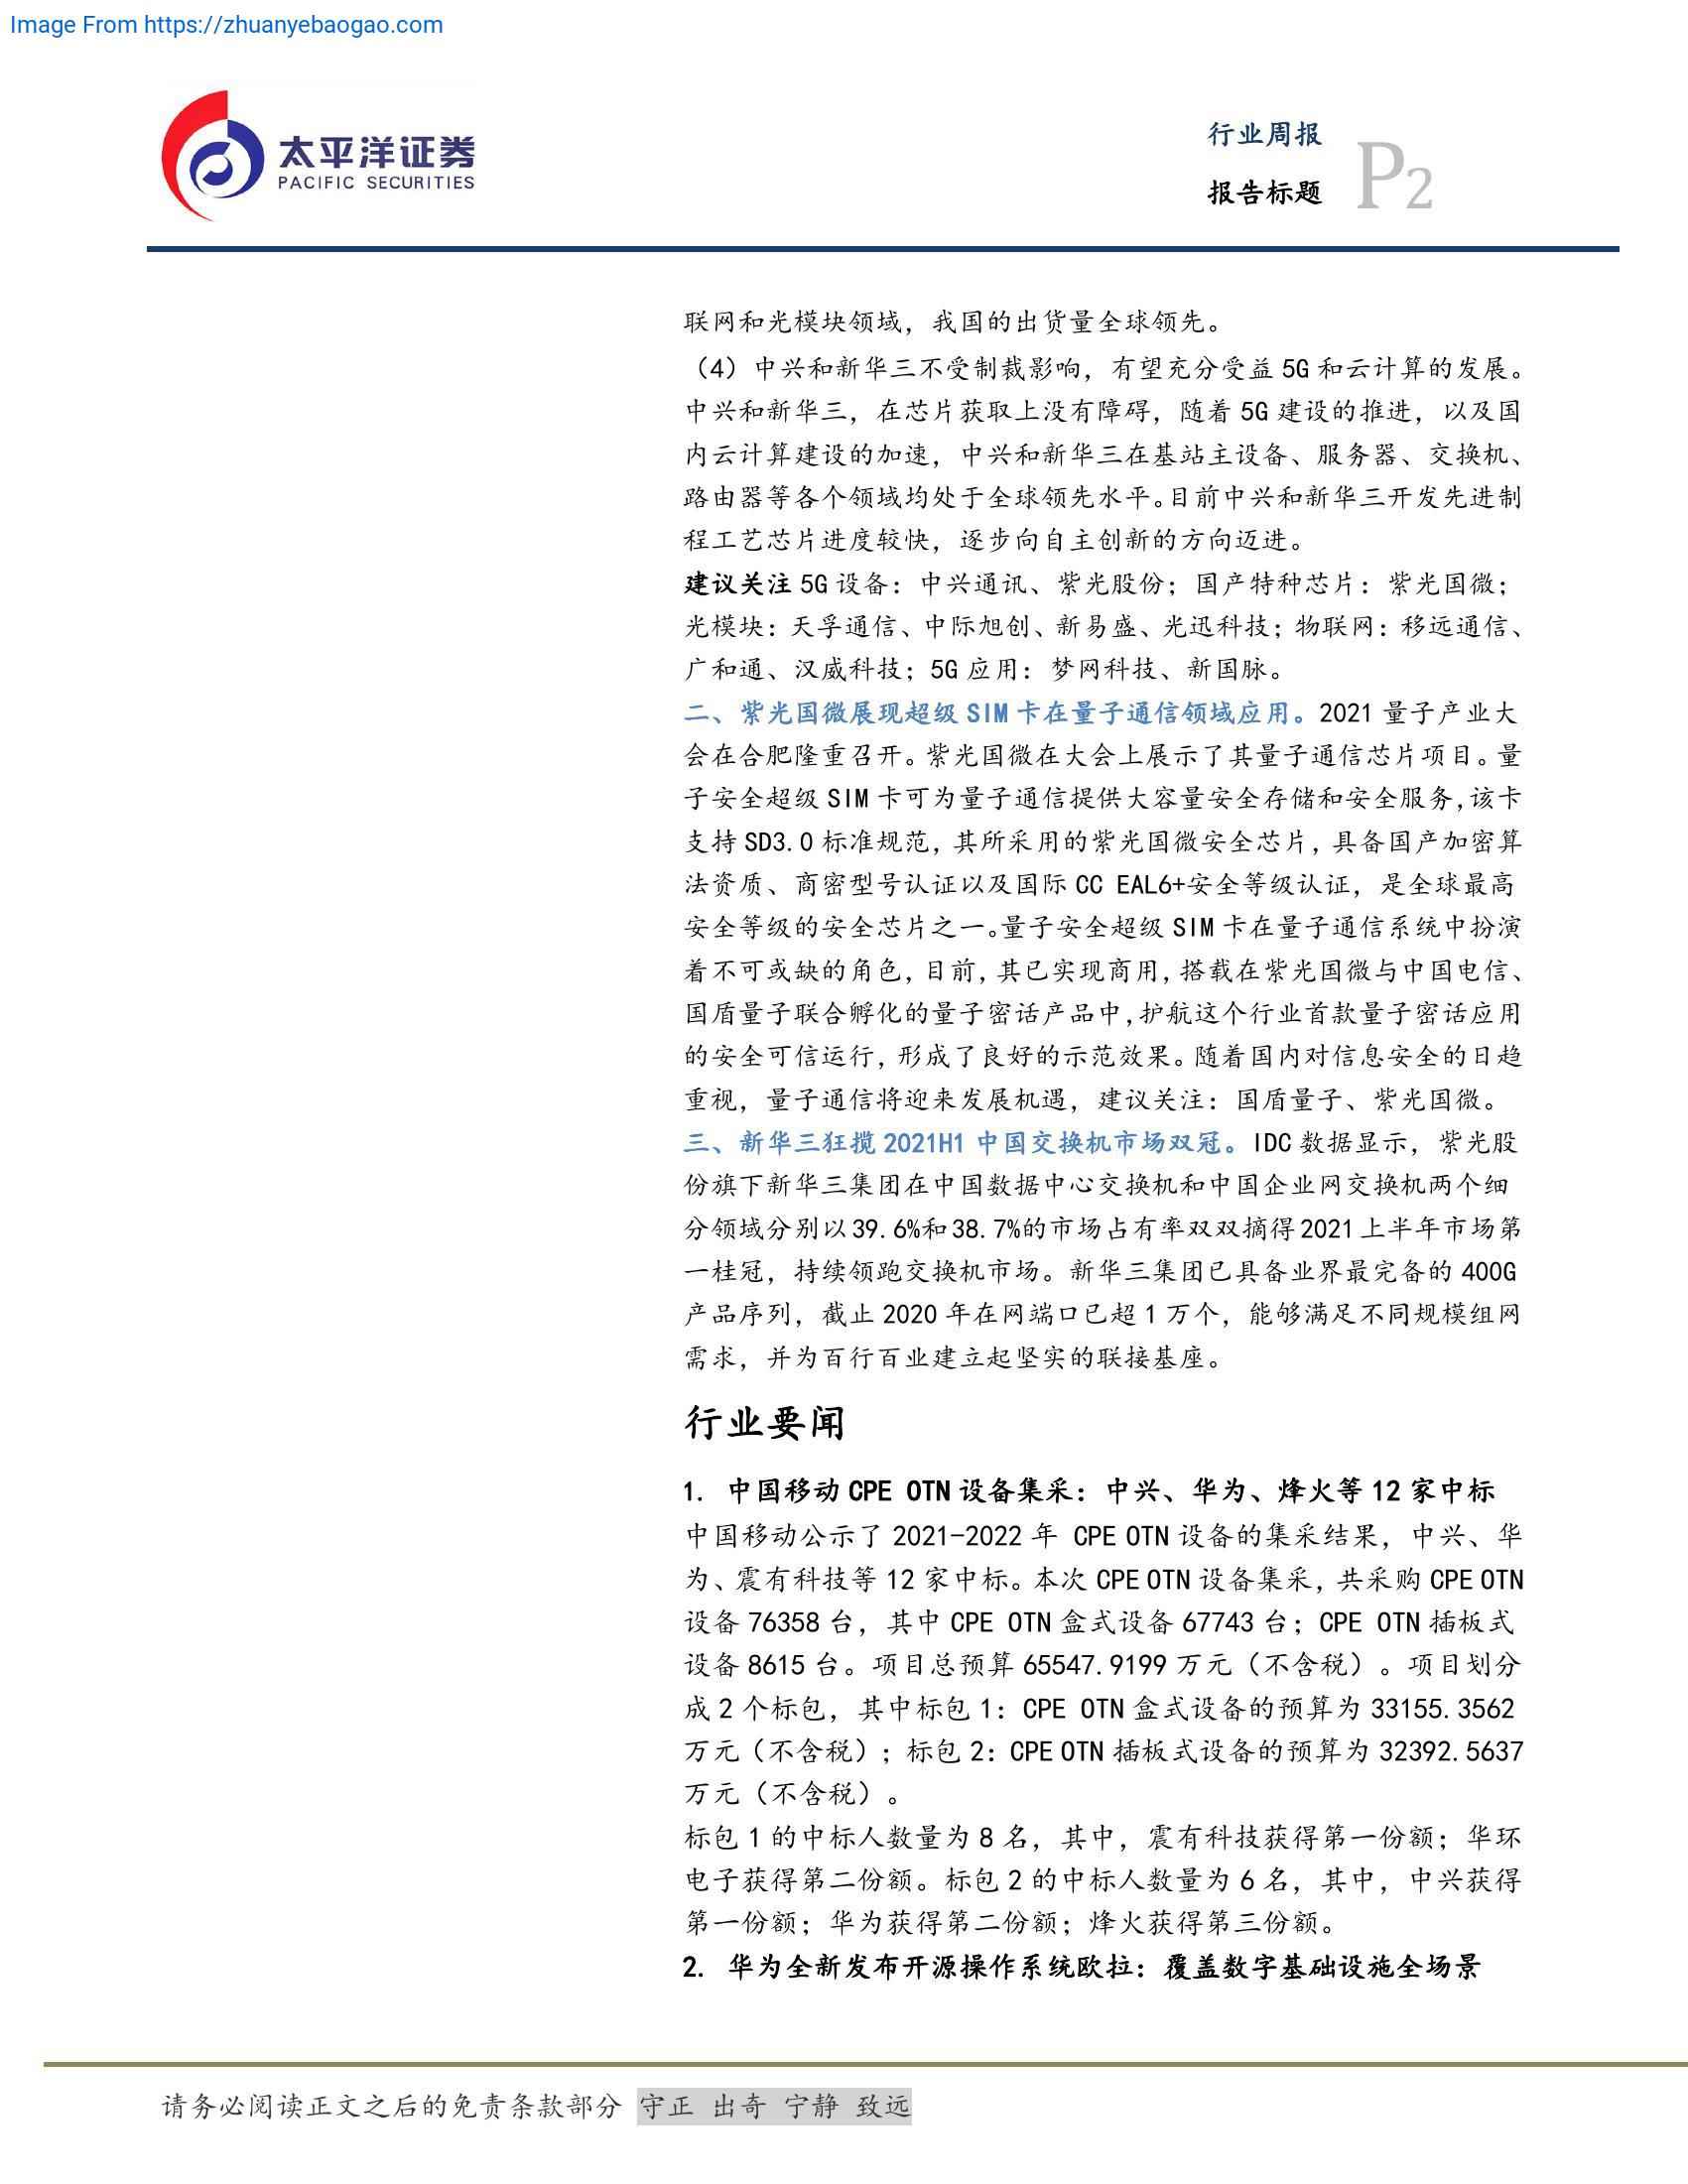 Image From https://zhuanyebaogao.com
太平洋证券
PACIFIC SECURITIES
行业周报
报告标题
P2
联网和光模块领域，我国的出货量全球领先。
（4）中兴和新华三不受制裁影响，有望充分受益 5G 和云计算的发展。
中兴和新华三，在芯片获取上没有障碍，随着 5G 建设的推进，以及国
内云计算建设的加速，中兴和新华三在基站主设备、服务器、交换机、
路由器等各个领域均处于全球领先水平。目前中兴和新华三开发先进制
程工艺芯片进度较快，逐步向自主创新的方向迈进。
建议关注 5G 设备：中兴通讯、紫光股份；国产特种芯片：紫光国微；
光模块：天孚通信、中际旭创、新易盛、光迅科技；物联网：移远通信、
广和通、汉威科技；5G 应用：梦网科技、新国脉。
二、紫光国微展现超级 SIM 卡在量子通信领域应用。2021 量子产业大
会在合肥隆重召开。紫光国微在大会上展示了其量子通信芯片项目。量
子安全超级 SIM 卡可为量子通信提供大容量安全存储和安全服务，该卡
支持 SD3.0 标准规范，其所采用的紫光国微安全芯片，具备国产加密算
法资质、商密型号认证以及国际 CC EAL6+安全等级认证，是全球最高
安全等级的安全芯片之一。量子安全超级 SIM 卡在量子通信系统中扮演
着不可或缺的角色，目前，其已实现商用，搭载在紫光国微与中国电信、
国盾量子联合孵化的量子密话产品中，护航这个行业首款量子密话应用
的安全可信运行，形成了良好的示范效果。随着国内对信息安全的日趋
重视，量子通信将迎来发展机遇，建议关注：国盾量子、紫光国微。
三、新华三狂揽 2021H1 中国交换机市场双冠。IDC 数据显示，紫光股
份旗下新华三集团在中国数据中心交换机和中国企业网交换机两个细
分领域分别以 39.6%和 38.7%的市场占有率双双摘得 2021 上半年市场第
一桂冠，持续领跑交换机市场。新华三集团已具备业界最完备的 400G
产品序列，截止 2020 年在网端口已超 1 万个，能够满足不同规模组网
需求，并为百行百业建立起坚实的联接基座。
行业要闻
1. 中国移动 CPE OTN 设备集采：中兴、华为、烽火等 12 家中标
中国移动公示了 2021-2022 年 CPE OTN 设备的集采结果，中兴、华
为、震有科技等 12 家中标。本次 CPE OTN 设备集采，共采购 CPE OTN
设备 76358 台，其中 CPE OTN 盒式设备 67743 台；CPE OTN 插板式
设备 8615 台。项目总预算 65547.9199 万元（不含税）。项目划分
成 2 个标包，其中标包 1：CPE OTN 盒式设备的预算为 33155.3562
万元（不含税）；标包 2：CPE OTN 插板式设备的预算为 32392.5637
万元（不含税）。
标包 1 的中标人数量为 8 名，其中，震有科技获得第一份额；华环
电子获得第二份额。标包 2 的中标人数量为 6 名，其中，中兴获得
第一份额；华为获得第二份额；烽火获得第三份额。
2. 华为全新发布开源操作系统欧拉：覆盖数字基础设施全场景
请务必阅读正文之后的免责条款部分 守正 出奇 宁静 致远